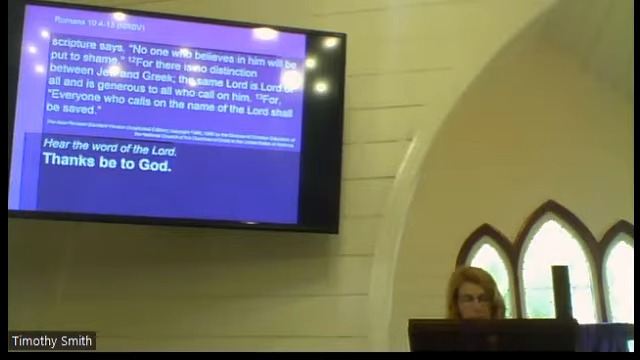 Romans 10:4-13 (NRSV)
scripture says, "No one who believes in him will be
put to shame." ¹²For there is no distinction
between Jew and Greek; the same Lord is Lord of
all and is generous to all who call on him. ¹³For,
"Everyone who calls on the name of the Lord shall
be saved."
Hear the word of the Lord.
Thanks be to God.
Timothy Smith